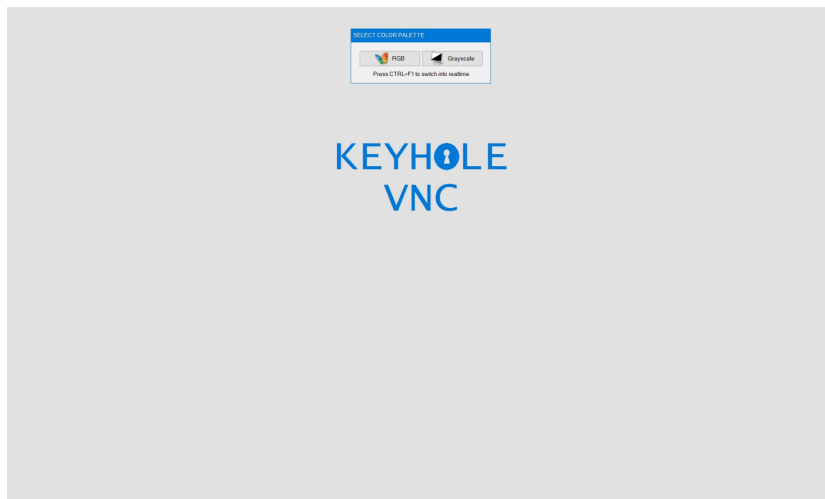 SELECT COLOR PALETTE
RGB Grayscale
Press CTRL+F1 to switch into realtime
KEYHOLE
VNC